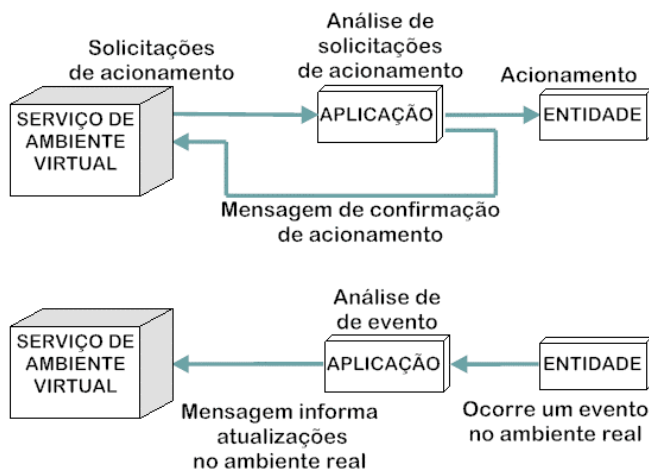 Solicitações
de acionamento
Análise de
solicitações
de acionamento
Acionamento
SERVIÇO DE
AMBIENTE
VIRTUAL
APLICAÇÃO
ENTIDADE
Mensagem de confirmação
de acionamento
Análise de
de evento
SERVIÇO DE
AMBIENTE
VIRTUAL
APLICAÇÃO
ENTIDADE
Mensagem informa
atualizações
no ambiente real
Ocorre um evento
no ambiente real